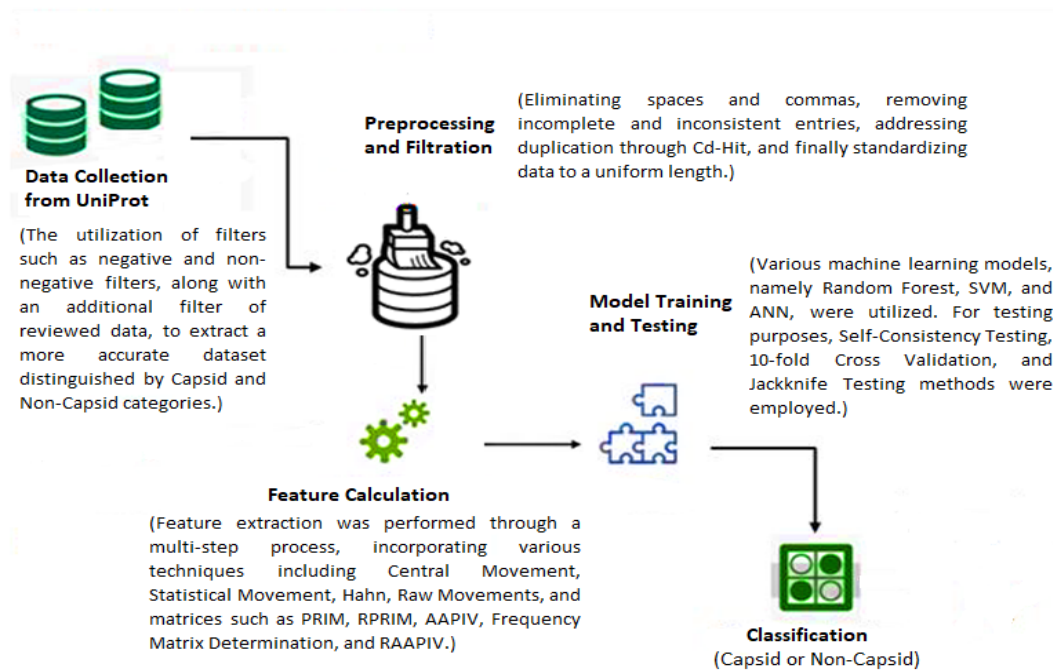 Data Collection
from UniProt
(The utilization of filters
such as negative and non-
negative filters, along with
an additional filter of
reviewed data, to extract a
more accurate dataset
distinguished by Capsid and
Non-Capsid categories.)
Preprocessing
and Filtration
(Eliminating spaces and commas, removing
incomplete and inconsistent entries, addressing
duplication through Cd-Hit, and finally standardizing
data to a uniform length.)
Feature Calculation
(Feature extraction was performed through a
multi-step process, incorporating various
techniques including Central Movement,
Statistical Movement, Hahn, Raw Movements, and
matrices such as PRIM, RPRIM, AAPIV, Frequency
Matrix Determination, and RAAPIV.)
Model Training
and Testing
(Various machine learning models,
namely Random Forest, SVM, and
ANN, were utilized. For testing
purposes, Self-Consistency Testing,
10-fold Cross Validation, and
Jackknife Testing methods were
employed.)
Classification
(Capsid or Non-Capsid)